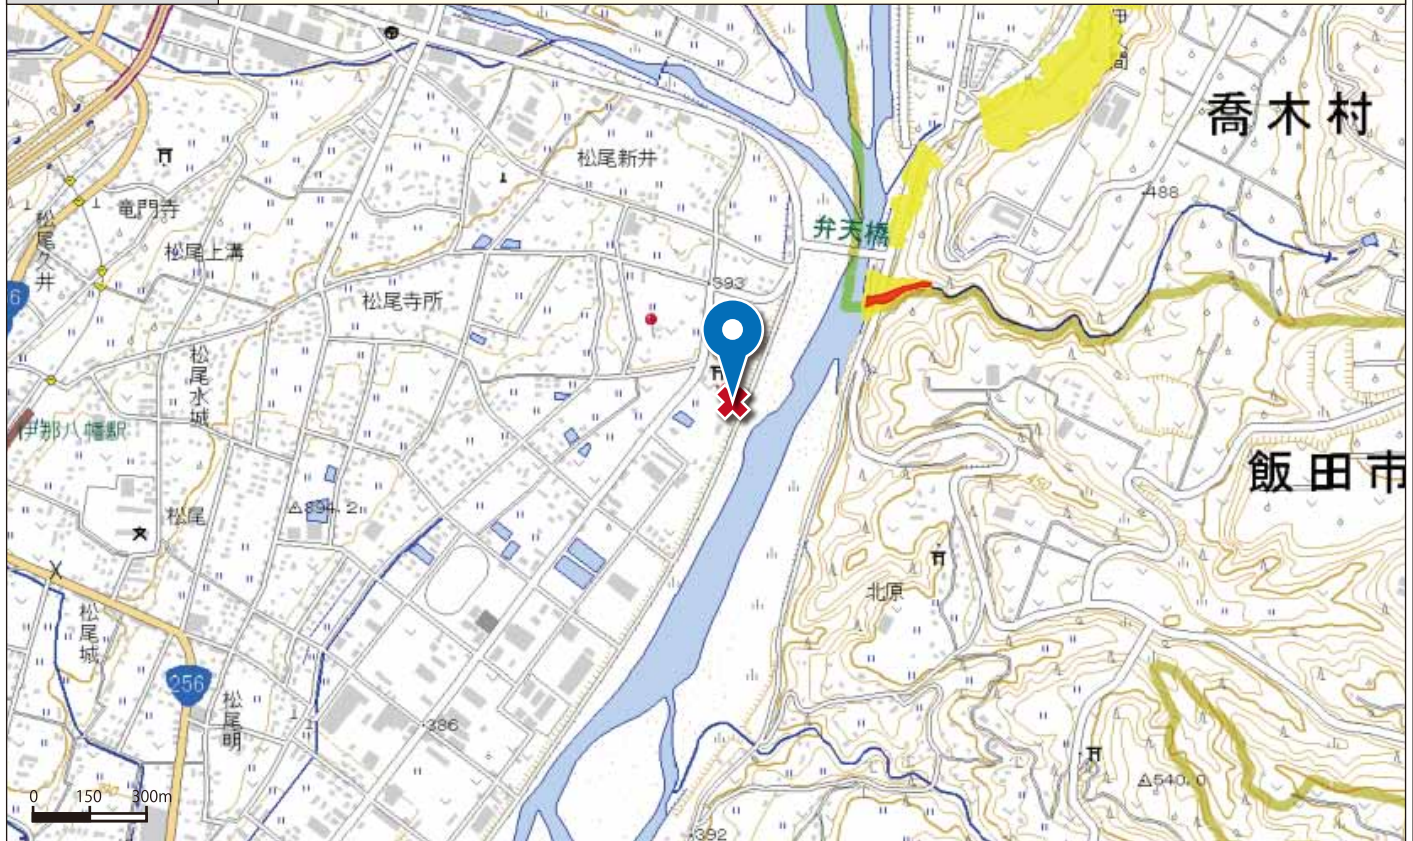 喬木村
松尾新井
488
竜門寺
松尾久井
弁天橋
松尾上溝
393
6
松尾寺所
松尾水城
伊那八幡駅
飯田市
450
394.2
松尾
北原
松尾城
256
松尾明
386
540.0
0 150 300m
392